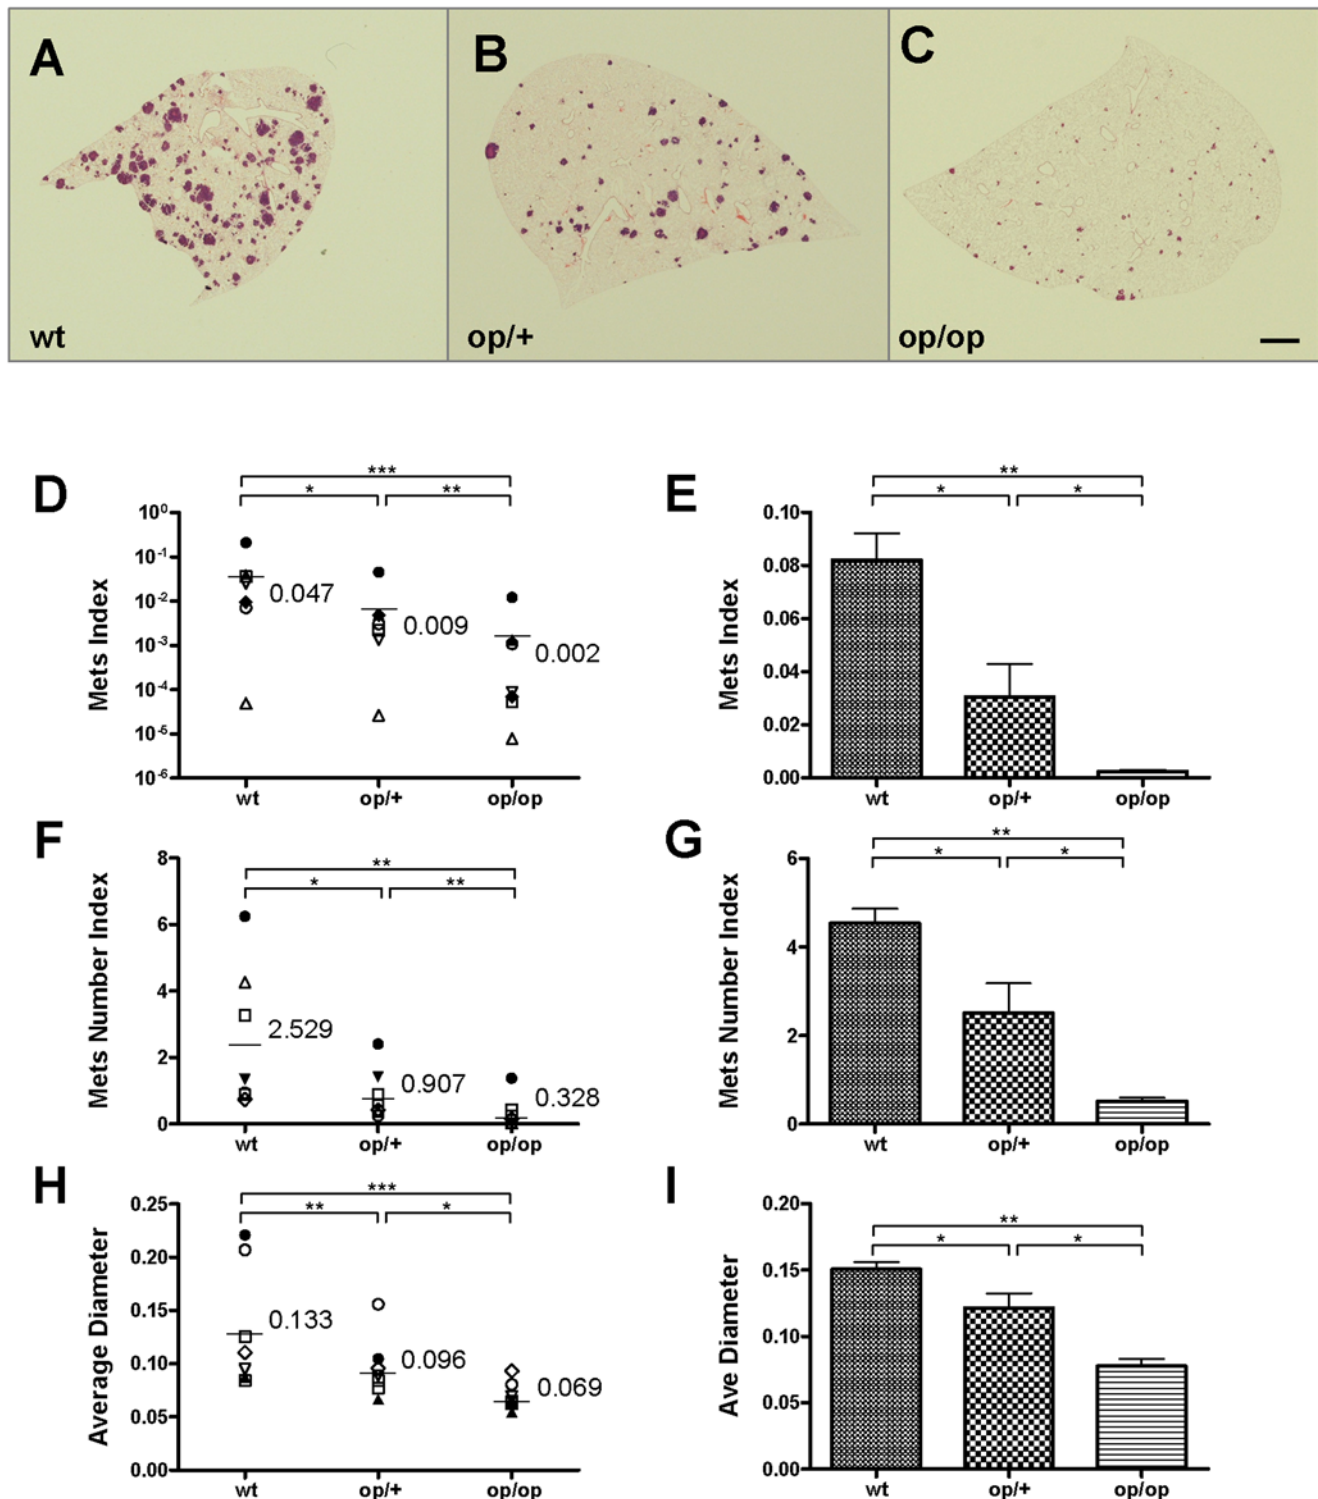 A
B
C
wt
op/+
op/op
D
***
*
**
Mets Index
10⁰
10⁻¹
10⁻²
10⁻³
10⁻⁴
10⁻⁵
10⁻⁶
0.047
0.009
0.002
wt
op/+
op/op
E
**
*
*
Mets Index
0.10
0.08
0.06
0.04
0.02
0.00
wt
op/+
op/op
F
**
*
**
Mets Number Index
8
6
4
2
0
2.529
0.907
0.328
wt
op/+
op/op
G
**
*
*
Mets Number Index
6
4
2
0
wt
op/+
op/op
H
***
**
*
Average Diameter
0.25
0.20
0.15
0.10
0.05
0.00
0.133
0.096
0.069
wt
op/+
op/op
I
**
*
*
Ave Diameter
0.20
0.15
0.10
0.05
0.00
wt
op/+
op/op